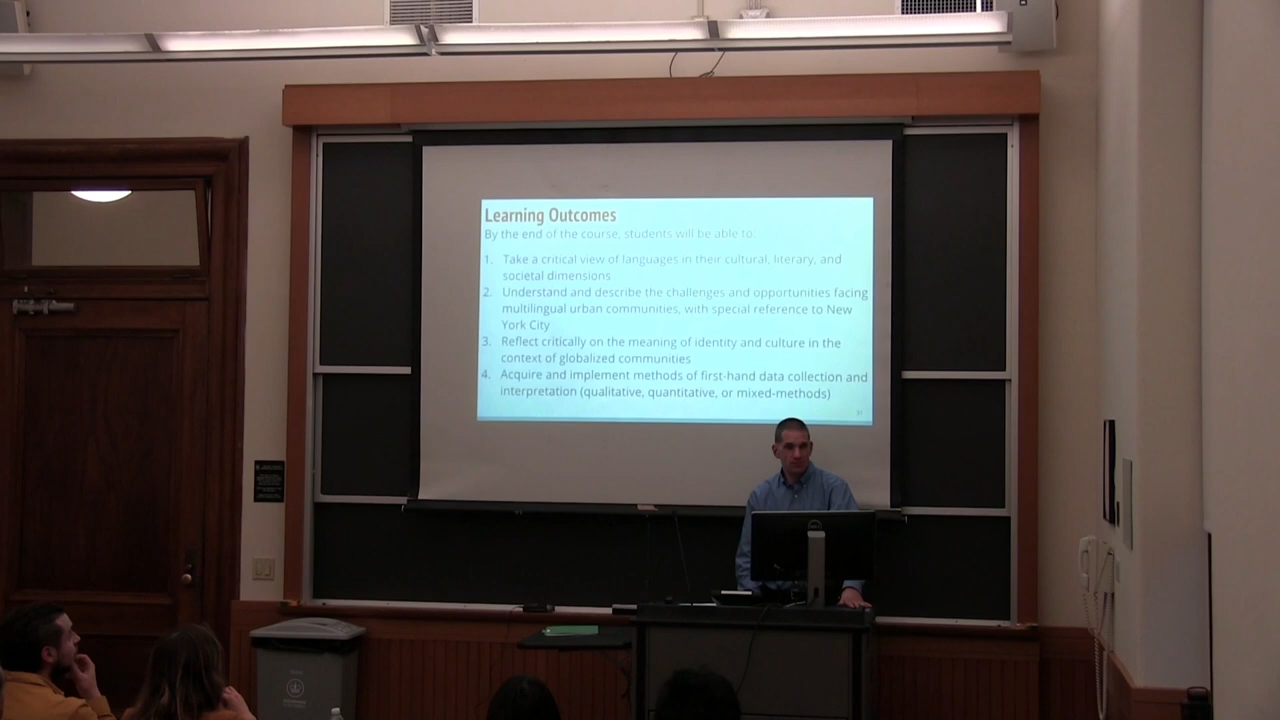 Learning Outcomes
By the end of the course, students will be able to:
1. Take a critical view of languages in their cultural, literary, and
societal dimensions
2. Understand and describe the challenges and opportunities facing
multilingual urban communities, with special reference to New
York City
3. Reflect critically on the meaning of identity and culture in the
context of globalized communities
4. Acquire and implement methods of first-hand data collection and
interpretation (qualitative, quantitative, or mixed-methods)
31
DELL